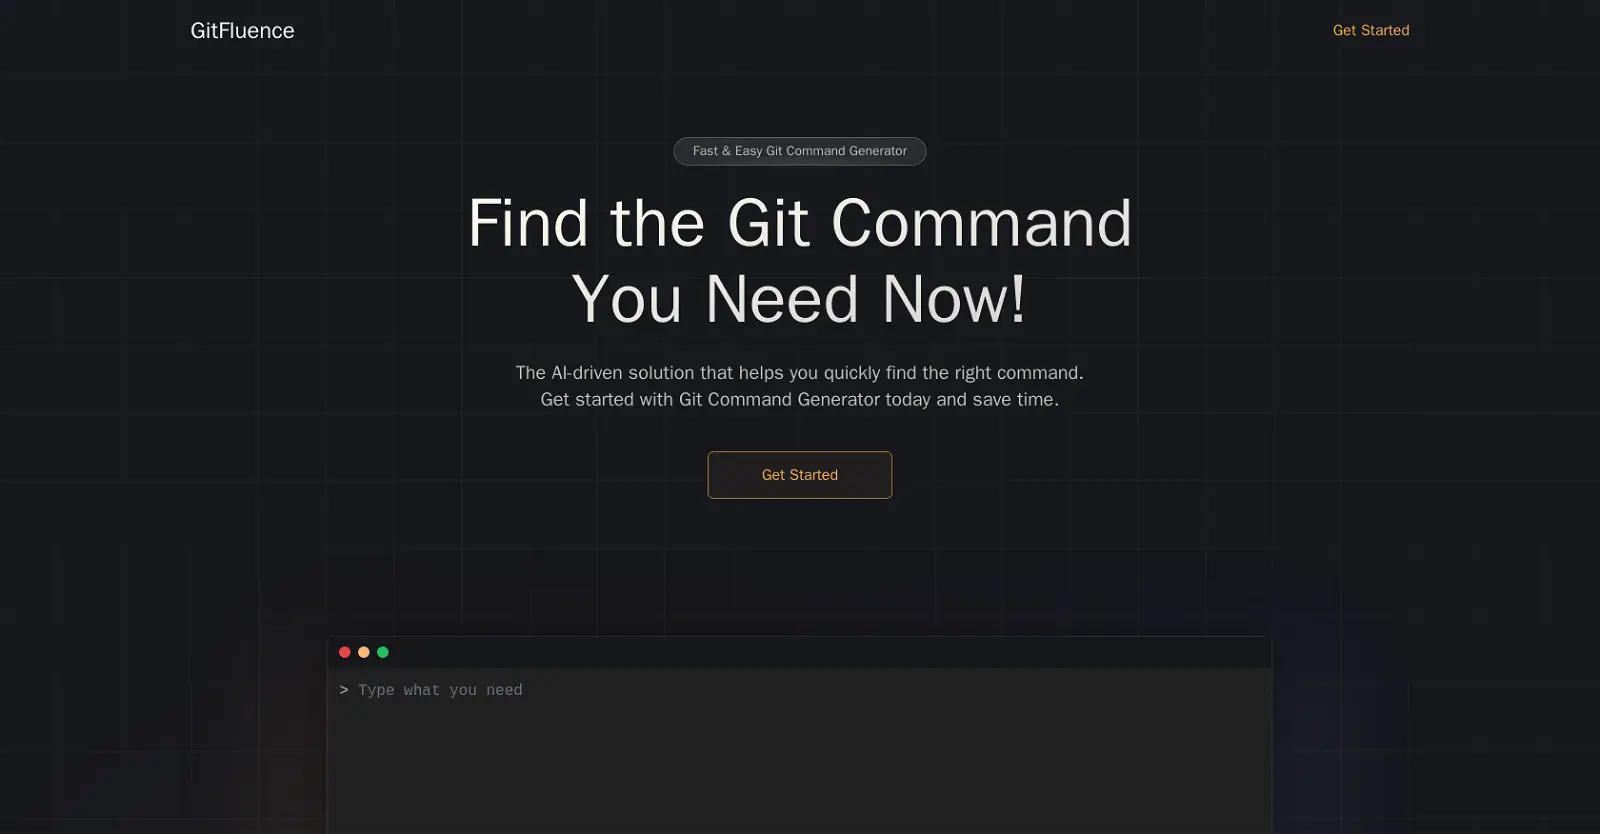 GitFluence
Get Started
Fast & Easy Git Command Generator
Find the Git Command
You Need Now!
The AI-driven solution that helps you quickly find the right command.
Get started with Git Command Generator today and save time.
Get Started
> Type what you need